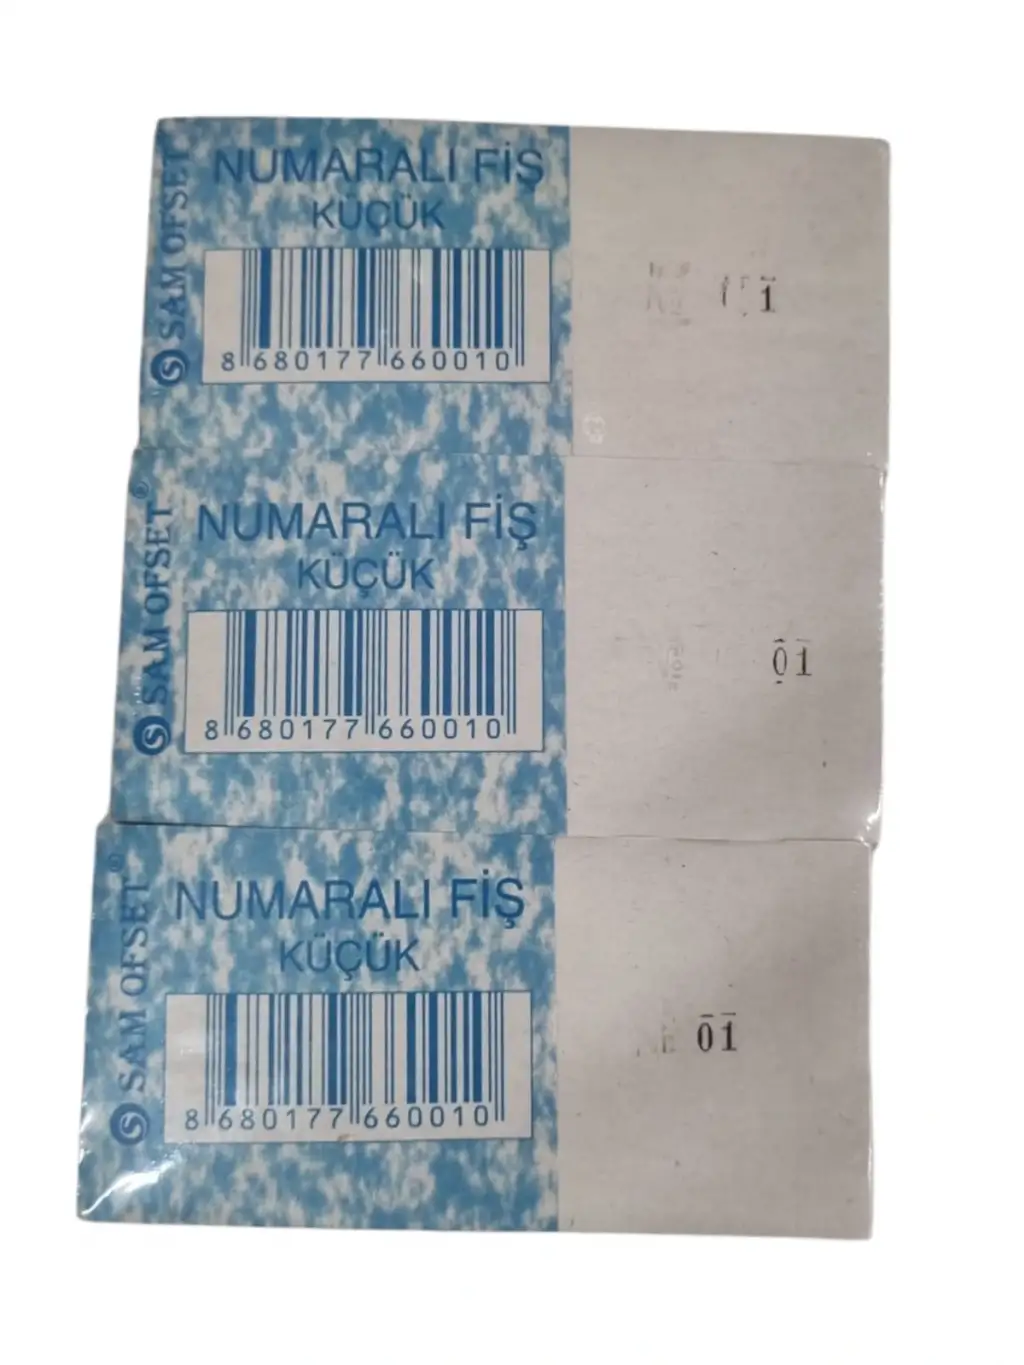 NUMARALI FİŞ
KÜÇÜK
8 680177 660010
SAM OFSET
1
NUMARALI FİŞ
KÜÇÜK
8 680177 660010
SAM OFSET®
01
NUMARALI FİŞ
KÜÇÜK
8 680177 660010
SAM OFSET®
01